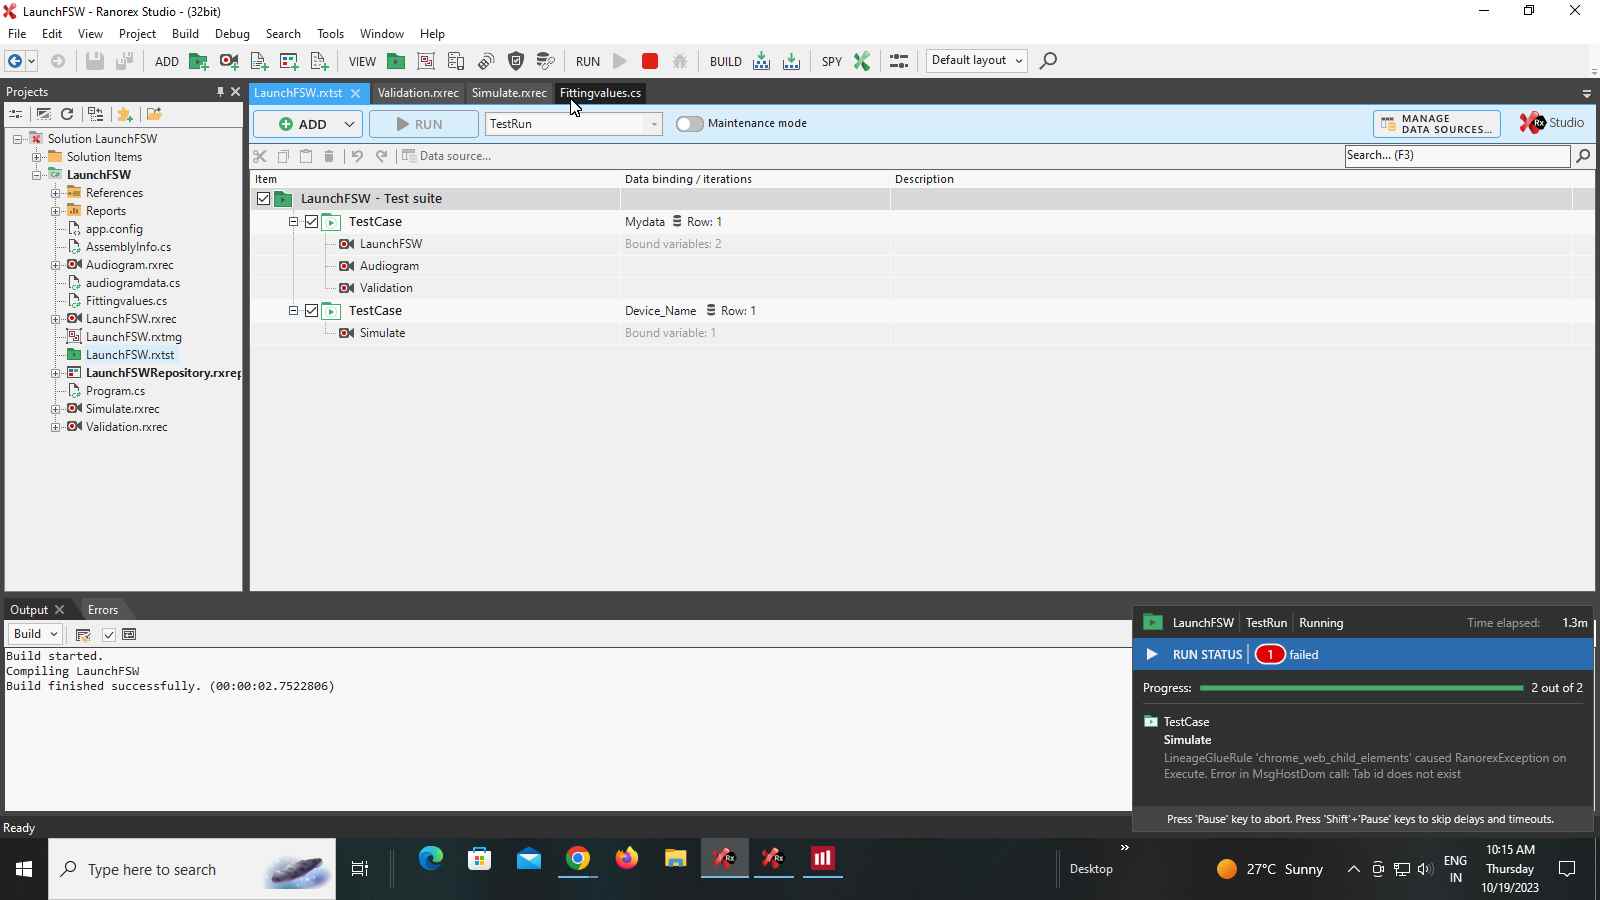 LaunchFSW - Ranorex Studio - (32bit)
File Edit View Project Build Debug Search Tools Window Help
ADD VIEW RUN BUILD SPY Default layout
Projects
LaunchFSW.rxtst Validation.rxrec Simulate.rxrec Fittingvalues.cs
ADD RUN TestRun Maintenance mode MANAGE DATA SOURCES... Rx Studio
Data source... Search... (F3)
Item Data binding / iterations Description
Solution LaunchFSW
Solution Items
LaunchFSW
References
Reports
app.config
AssemblyInfo.cs
Audiogram.rxrec
audiogramdata.cs
Fittingvalues.cs
LaunchFSW.rxrec
LaunchFSW.rxtmg
LaunchFSW.rxtst
LaunchFSWRepository.rxrep
Program.cs
Simulate.rxrec
Validation.rxrec
LaunchFSW - Test suite
TestCase Mydata Row: 1
LaunchFSW Bound variables: 2
Audiogram
Validation
TestCase Device_Name Row: 1
Simulate Bound variable: 1
Output Errors
Build
Build started.
Compiling LaunchFSW
Build finished successfully. (00:00:02.7522806)
LaunchFSW TestRun Running Time elapsed: 1.3m
RUN STATUS 1 failed
Progress: 2 out of 2
TestCase
Simulate
LineageGlueRule 'chrome_web_child_elements' caused RanorexException on
Execute. Error in MsgHostDom call: Tab id does not exist
Press 'Pause' key to abort. Press 'Shift'+'Pause' keys to skip delays and timeouts.
Ready
Type here to search
Rx
Rx
Desktop
»
27°C Sunny
ENG
IN
10:15 AM
Thursday
10/19/2023